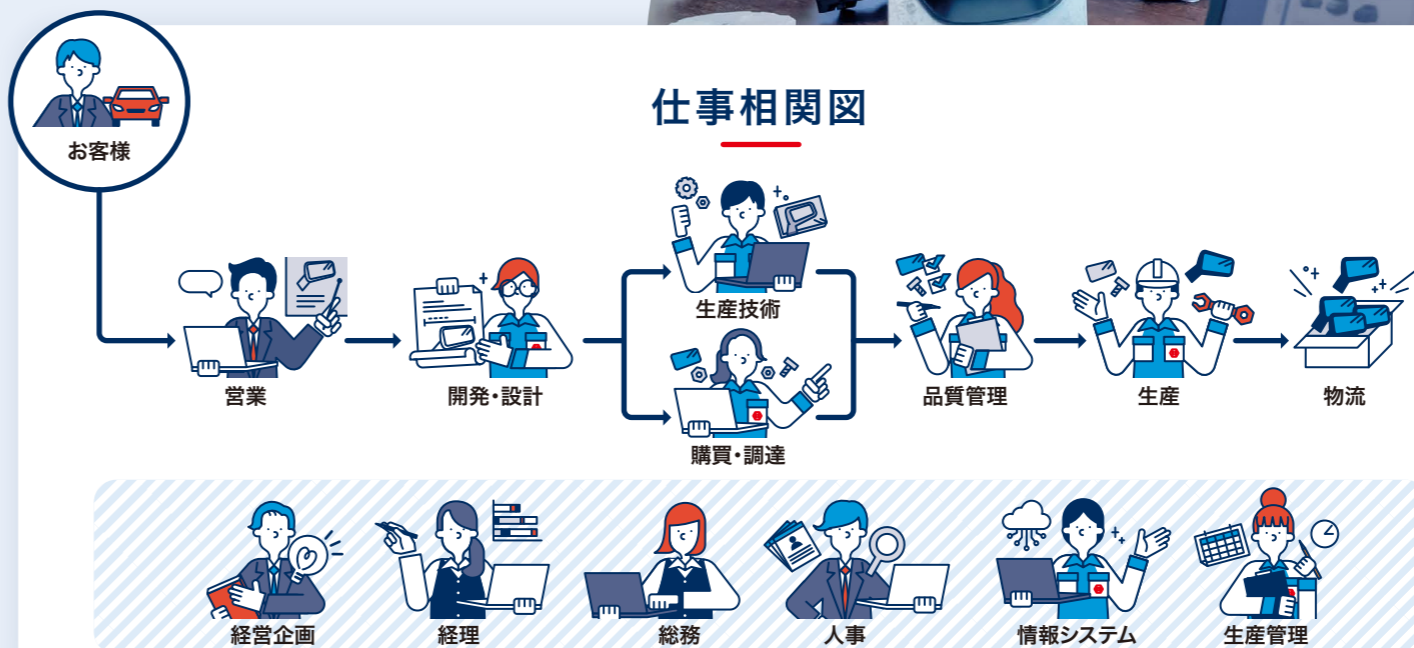 お客様
仕事相関図
営業
開発・設計
生産技術
購買・調達
品質管理
生産
物流
経営企画
経理
総務
人事
情報システム
生産管理